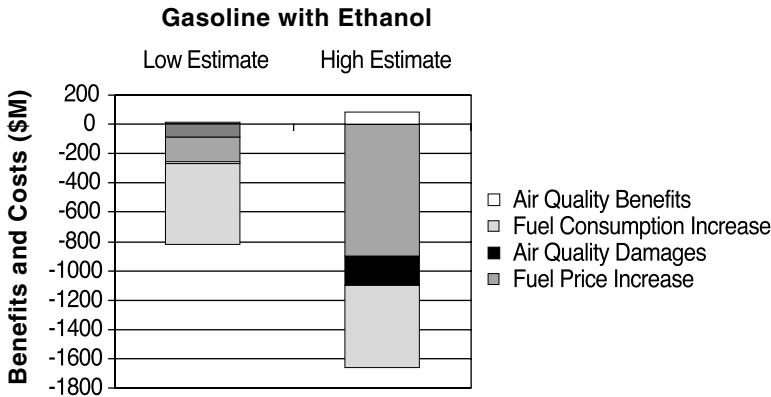 Gasoline with Ethanol
Low Estimate High Estimate
Benefits and Costs ($M)
200
0
-200
-400
-600
-800
-1000
-1200
-1400
-1600
-1800
Air Quality Benefits
Fuel Consumption Increase
Air Quality Damages
Fuel Price Increase